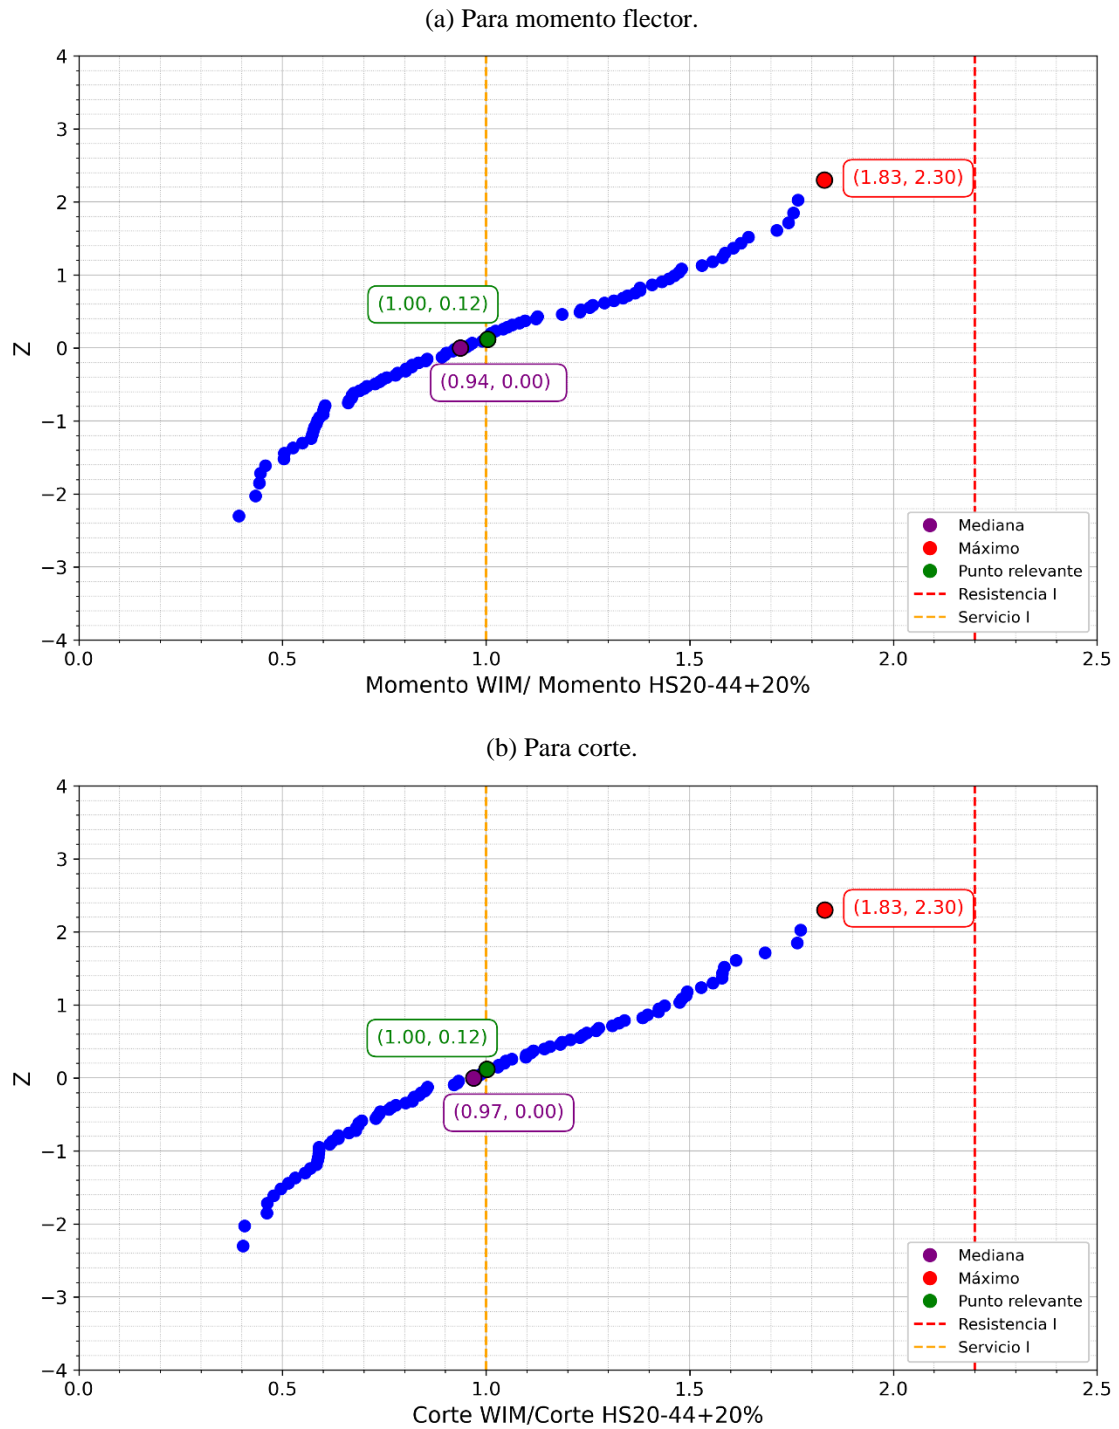 (a) Para momento flector.
4
3
2
1
0
−1
−2
−3
−4
Z
(1.83, 2.30)
(1.00, 0.12)
(0.94, 0.00)
Mediana
Máximo
Punto relevante
Resistencia I
Servicio I
0.0 0.5 1.0 1.5 2.0 2.5
Momento WIM/ Momento HS20-44+20%
(b) Para corte.
4
3
2
1
0
−1
−2
−3
−4
Z
(1.83, 2.30)
(1.00, 0.12)
(0.97, 0.00)
Mediana
Máximo
Punto relevante
Resistencia I
Servicio I
0.0 0.5 1.0 1.5 2.0 2.5
Corte WIM/Corte HS20-44+20%